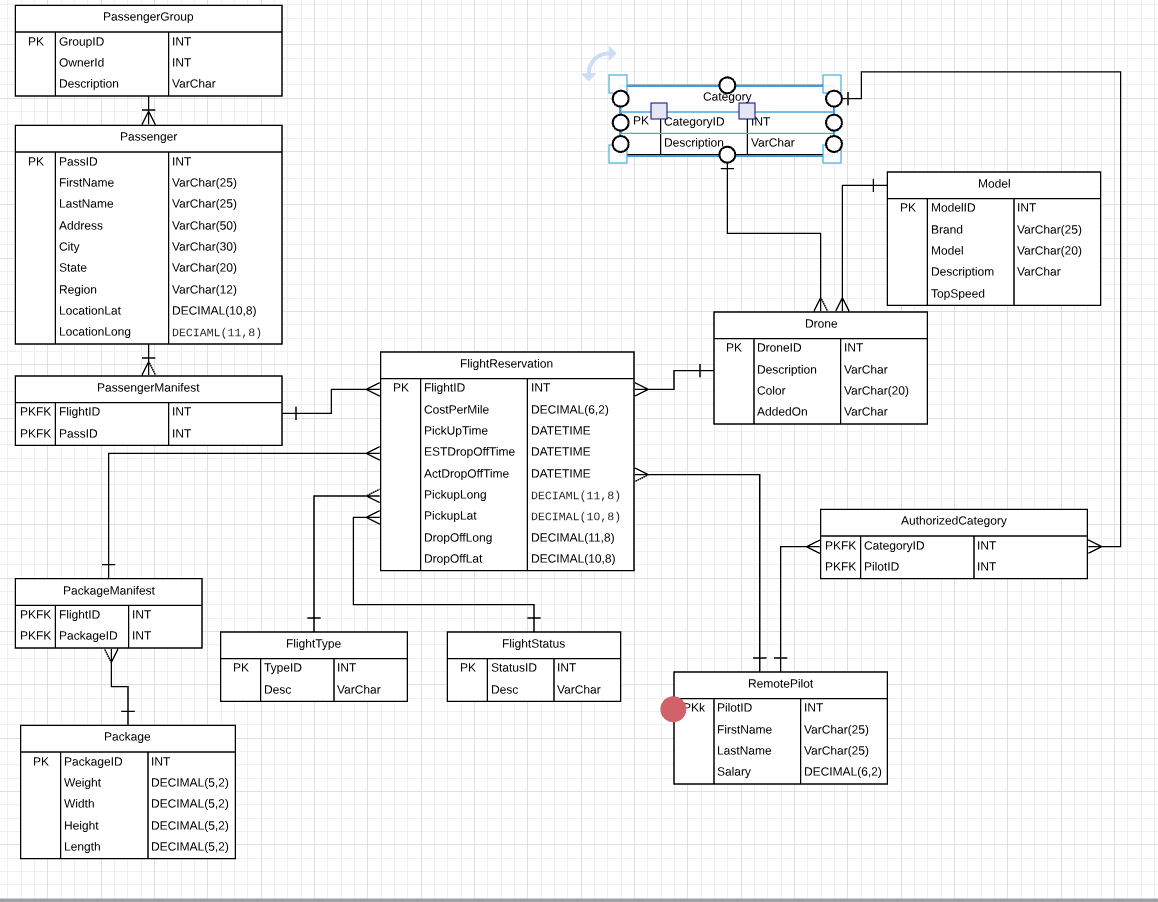 PassengerGroup
PK GroupID INT
OwnerId INT
Description VarChar
Passenger
PK PassID INT
FirstName VarChar(25)
LastName VarChar(25)
Address VarChar(50)
City VarChar(30)
State VarChar(20)
Region VarChar(12)
LocationLat DECIMAL(10,8)
LocationLong DECIAML(11,8)
PassengerManifest
PKFK FlightID INT
PKFK PassID INT
FlightReservation
PK FlightID INT
CostPerMile DECIMAL(6,2)
PickUpTime DATETIME
ESTDropOffTime DATETIME
ActDropOffTime DATETIME
PickupLong DECIAML(11,8)
PickupLat DECIMAL(10,8)
DropOffLong DECIMAL(11,8)
DropOffLat DECIMAL(10,8)
Category
PK CategoryID INT
Description VarChar
Model
PK ModelID INT
Brand VarChar(25)
Model VarChar(20)
Descriptiom VarChar
TopSpeed
Drone
PK DroneID INT
Description VarChar
Color VarChar(20)
AddedOn VarChar
AuthorizedCategory
PKFK CategoryID INT
PKFK PilotID INT
PackageManifest
PKFK FlightID INT
PKFK PackageID INT
FlightType
PK TypeID INT
Desc VarChar
FlightStatus
PK StatusID INT
Desc VarChar
RemotePilot
PKk PilotID INT
FirstName VarChar(25)
LastName VarChar(25)
Salary DECIMAL(6,2)
Package
PK PackageID INT
Weight DECIMAL(5,2)
Width DECIMAL(5,2)
Height DECIMAL(5,2)
Length DECIMAL(5,2)